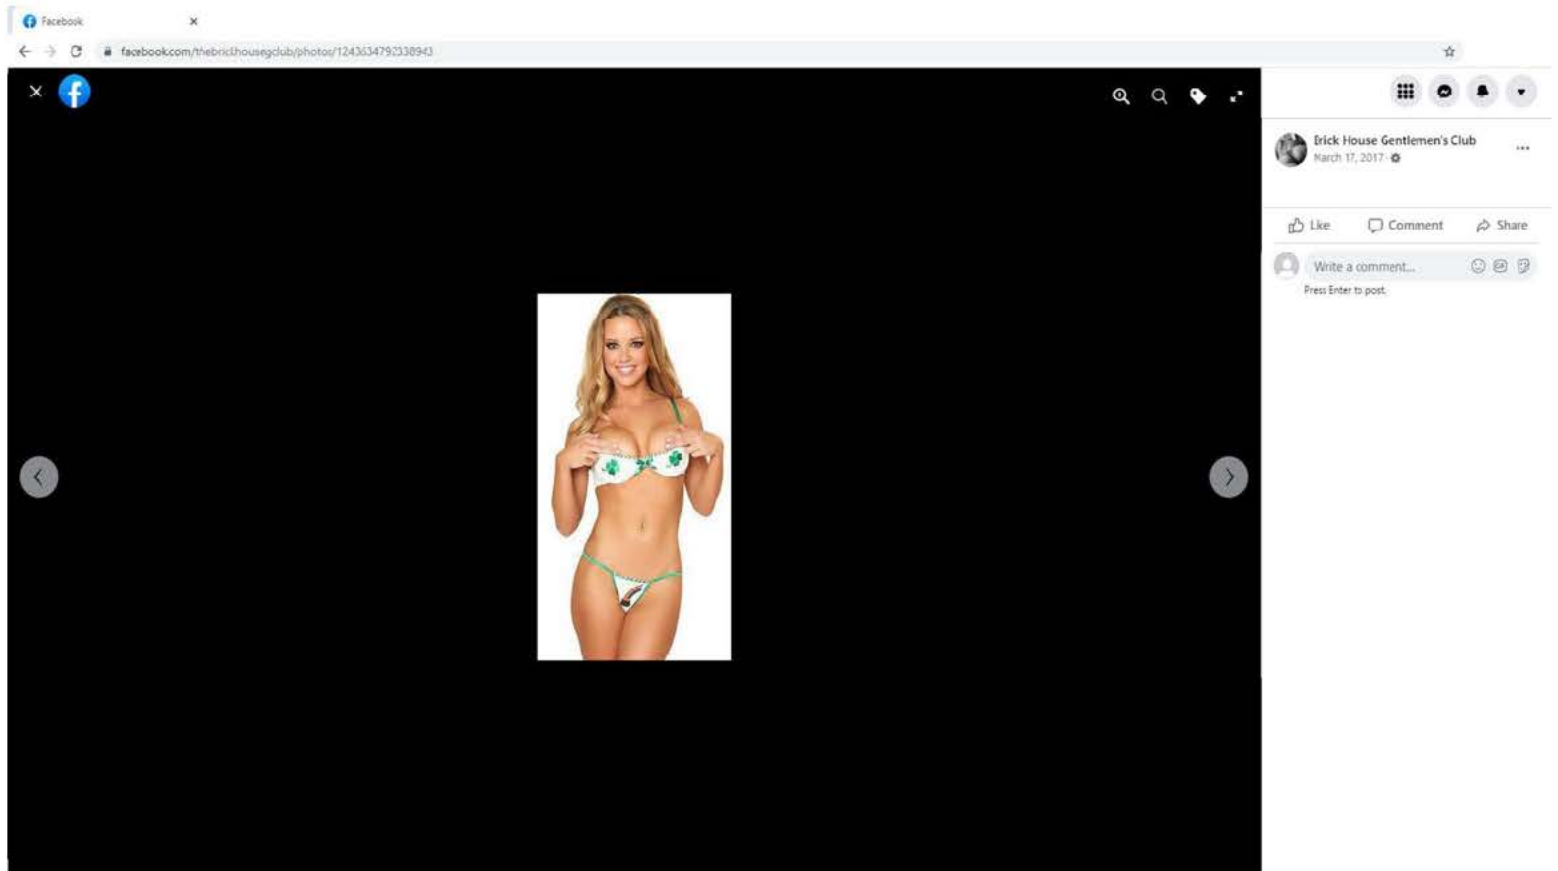 Facebook
facebook.com/thebrickhousegclub/photos/1243634792338943
Brick House Gentlemen's Club
March 17, 2017
Like Comment Share
Write a comment...
Press Enter to post.